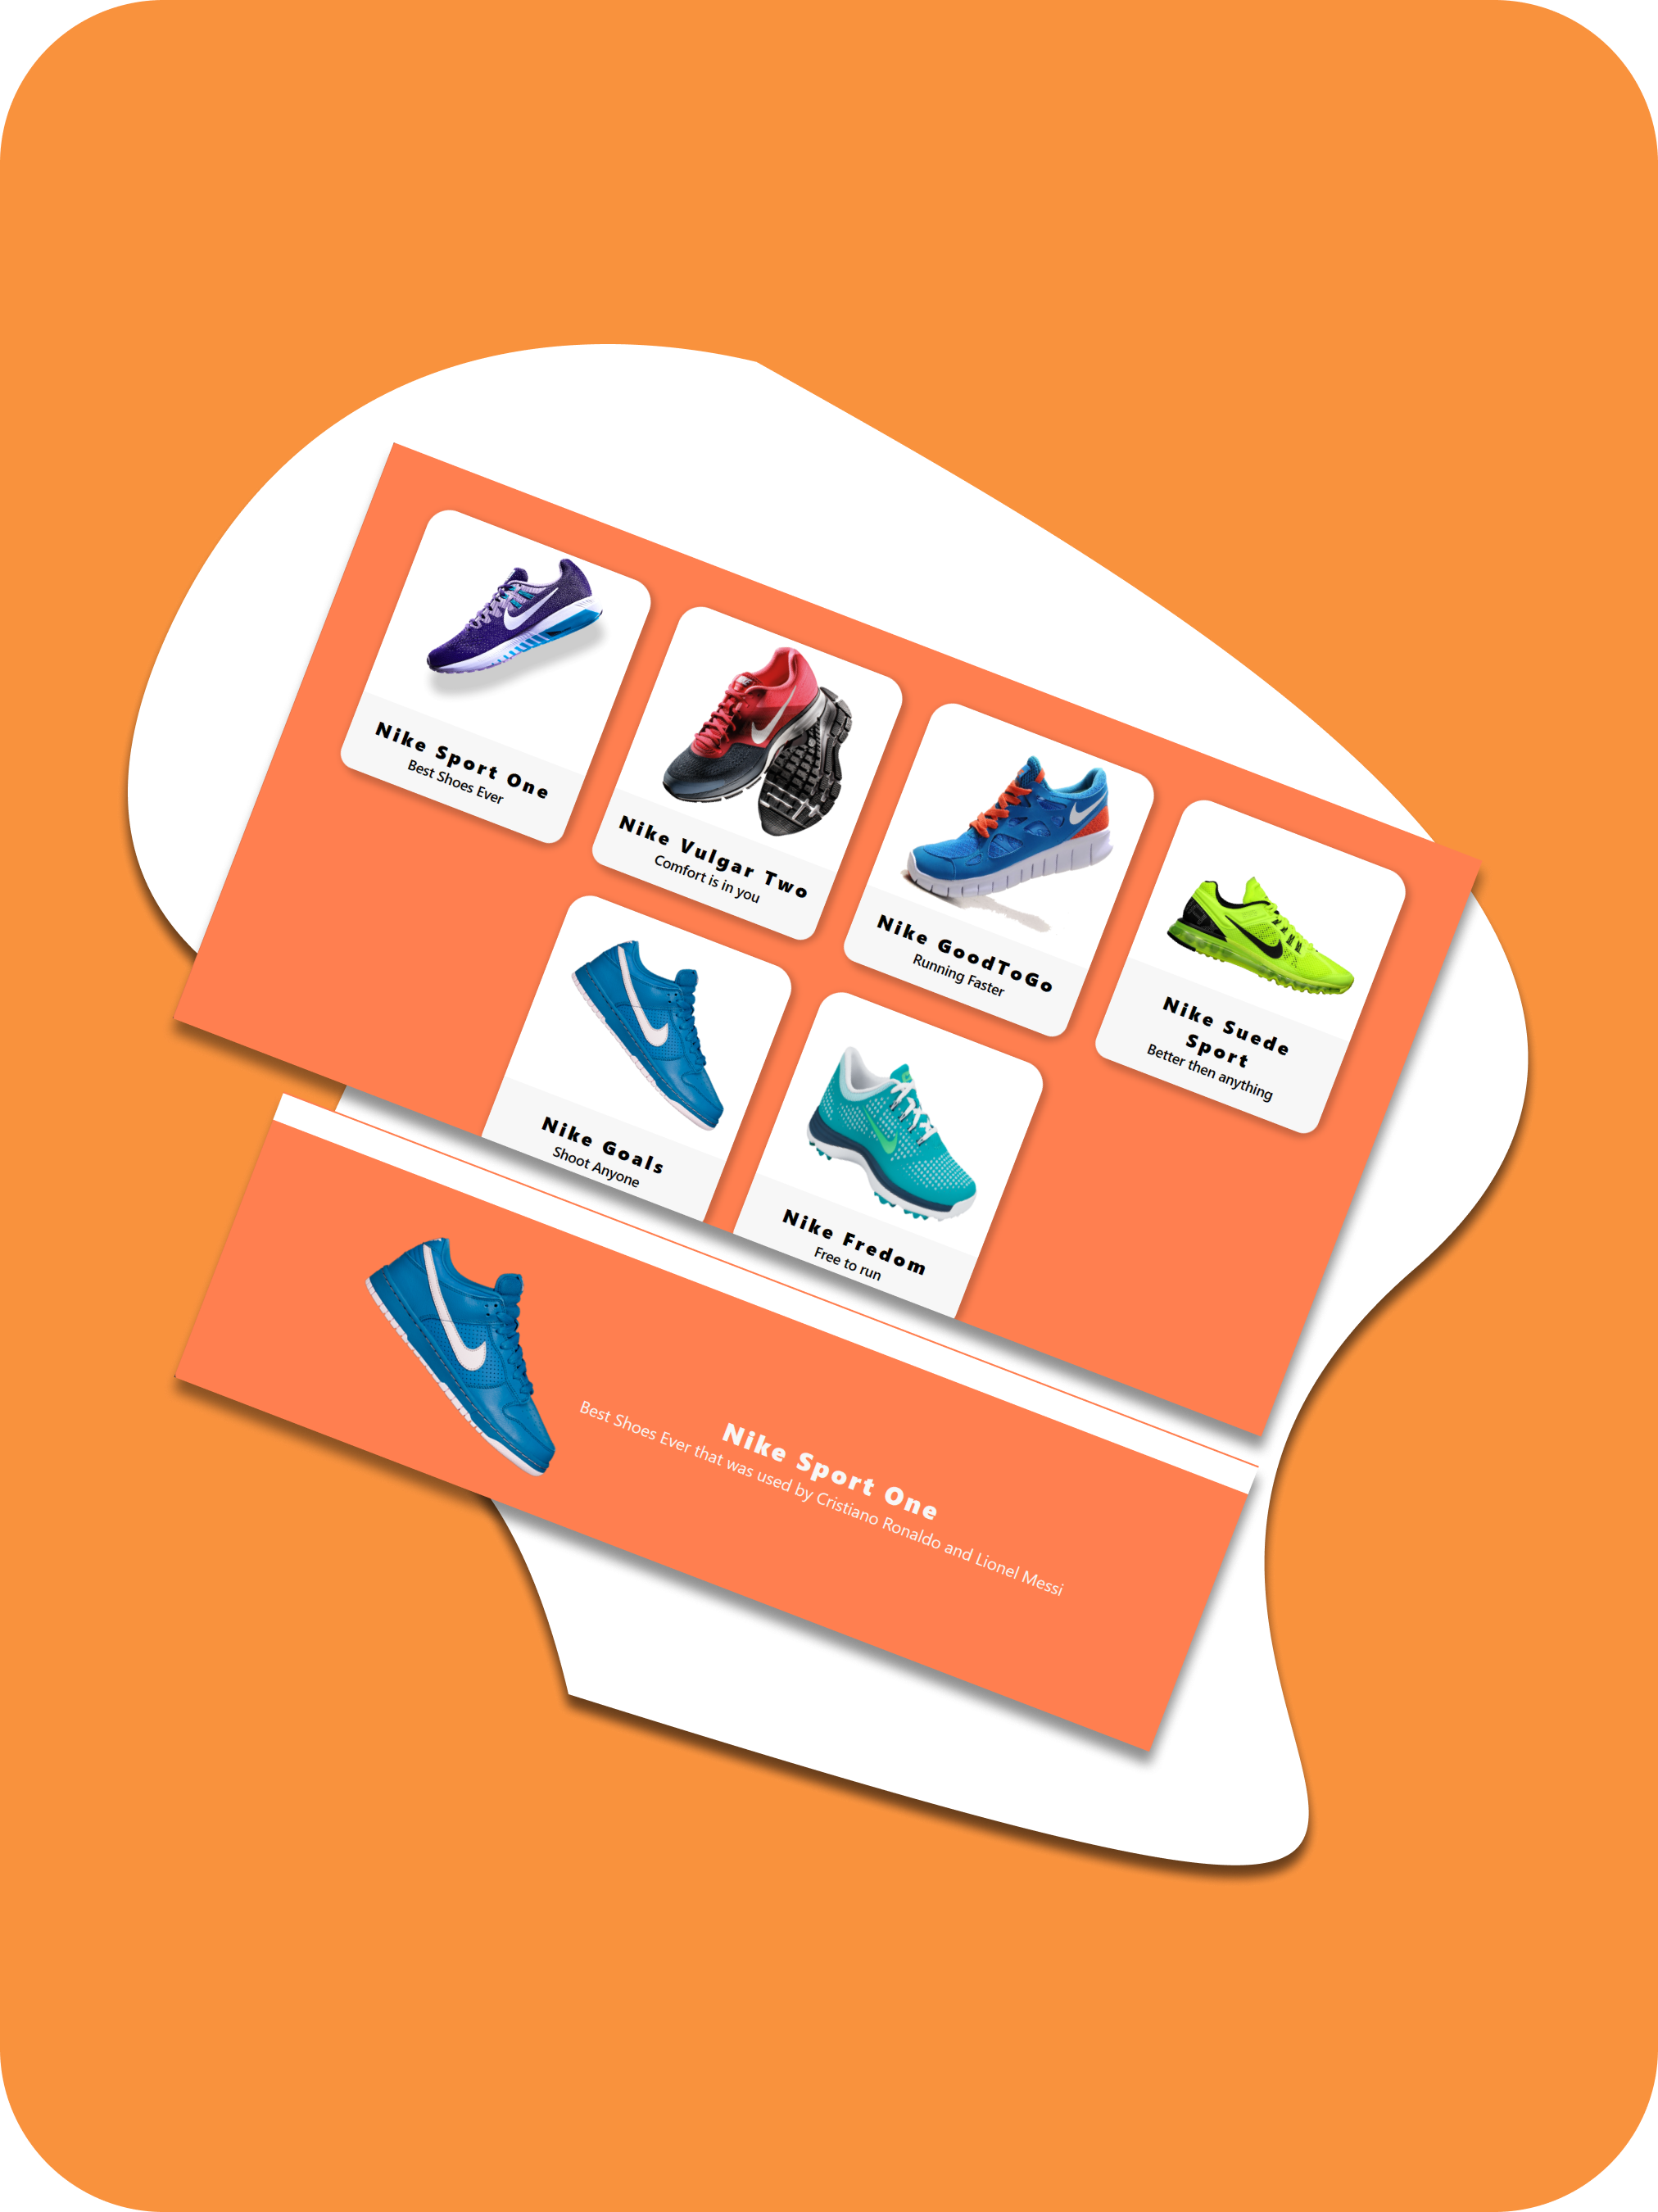 Nike Sport One
Best Shoes Ever
Nike Vulgar Two
Comfort is in you
Nike GoodToGo
Running Faster
Nike Suede
Sport
Better then anything
Nike Goals
Shoot Anyone
Nike Fredom
Free to run
Nike Sport One
Best Shoes Ever that was used by Cristiano Ronaldo and Lionel Messi